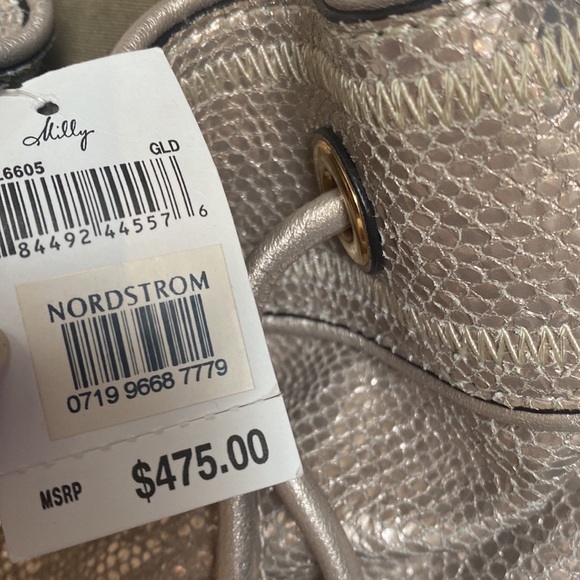 Milly
6605 GLD
84492 44557 6
NORDSTROM
0719 9668 7779
MSRP $475.00